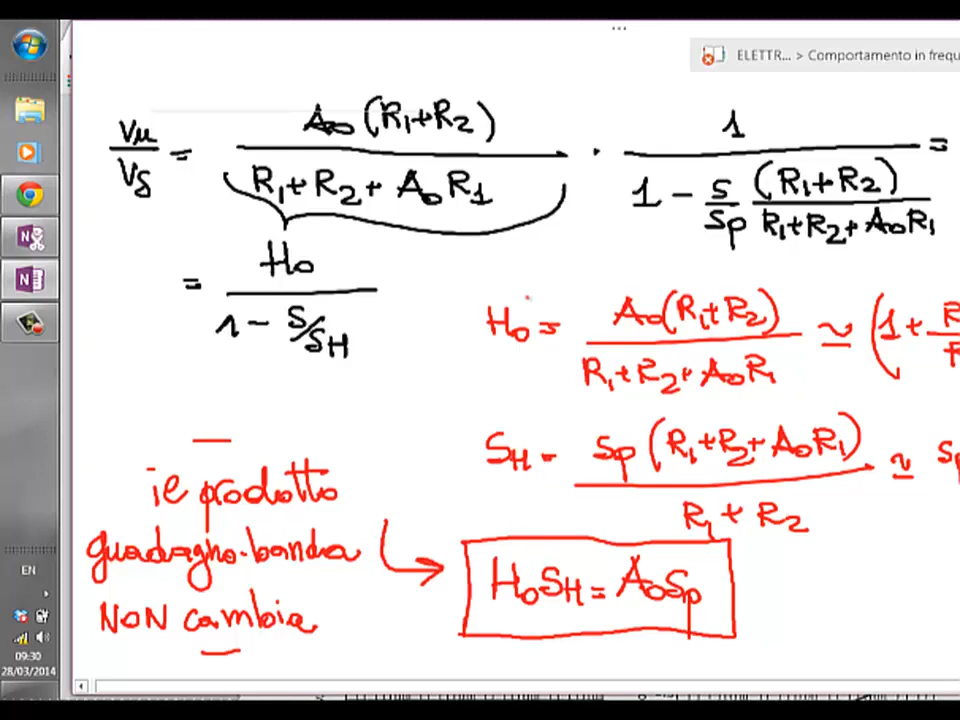 ELETTR... > Comportamento in frequ
Vu/Vs = A₀(R₁+R₂)/(R₁+R₂+A₀R₁) · 1/(1 - s/sp (R₁+R₂)/(R₁+R₂+A₀R₁)) =
= H₀/(1 - s/sH)
H₀ = A₀(R₁+R₂)/(R₁+R₂+A₀R₁) ≃ (1+R
sH = sp(R₁+R₂+A₀R₁)/(R₁+R₂) ≃ sp
ie prodotto
guadagno·banda
NON cambia
H₀sH = A₀sp
EN
09:30
28/03/2014